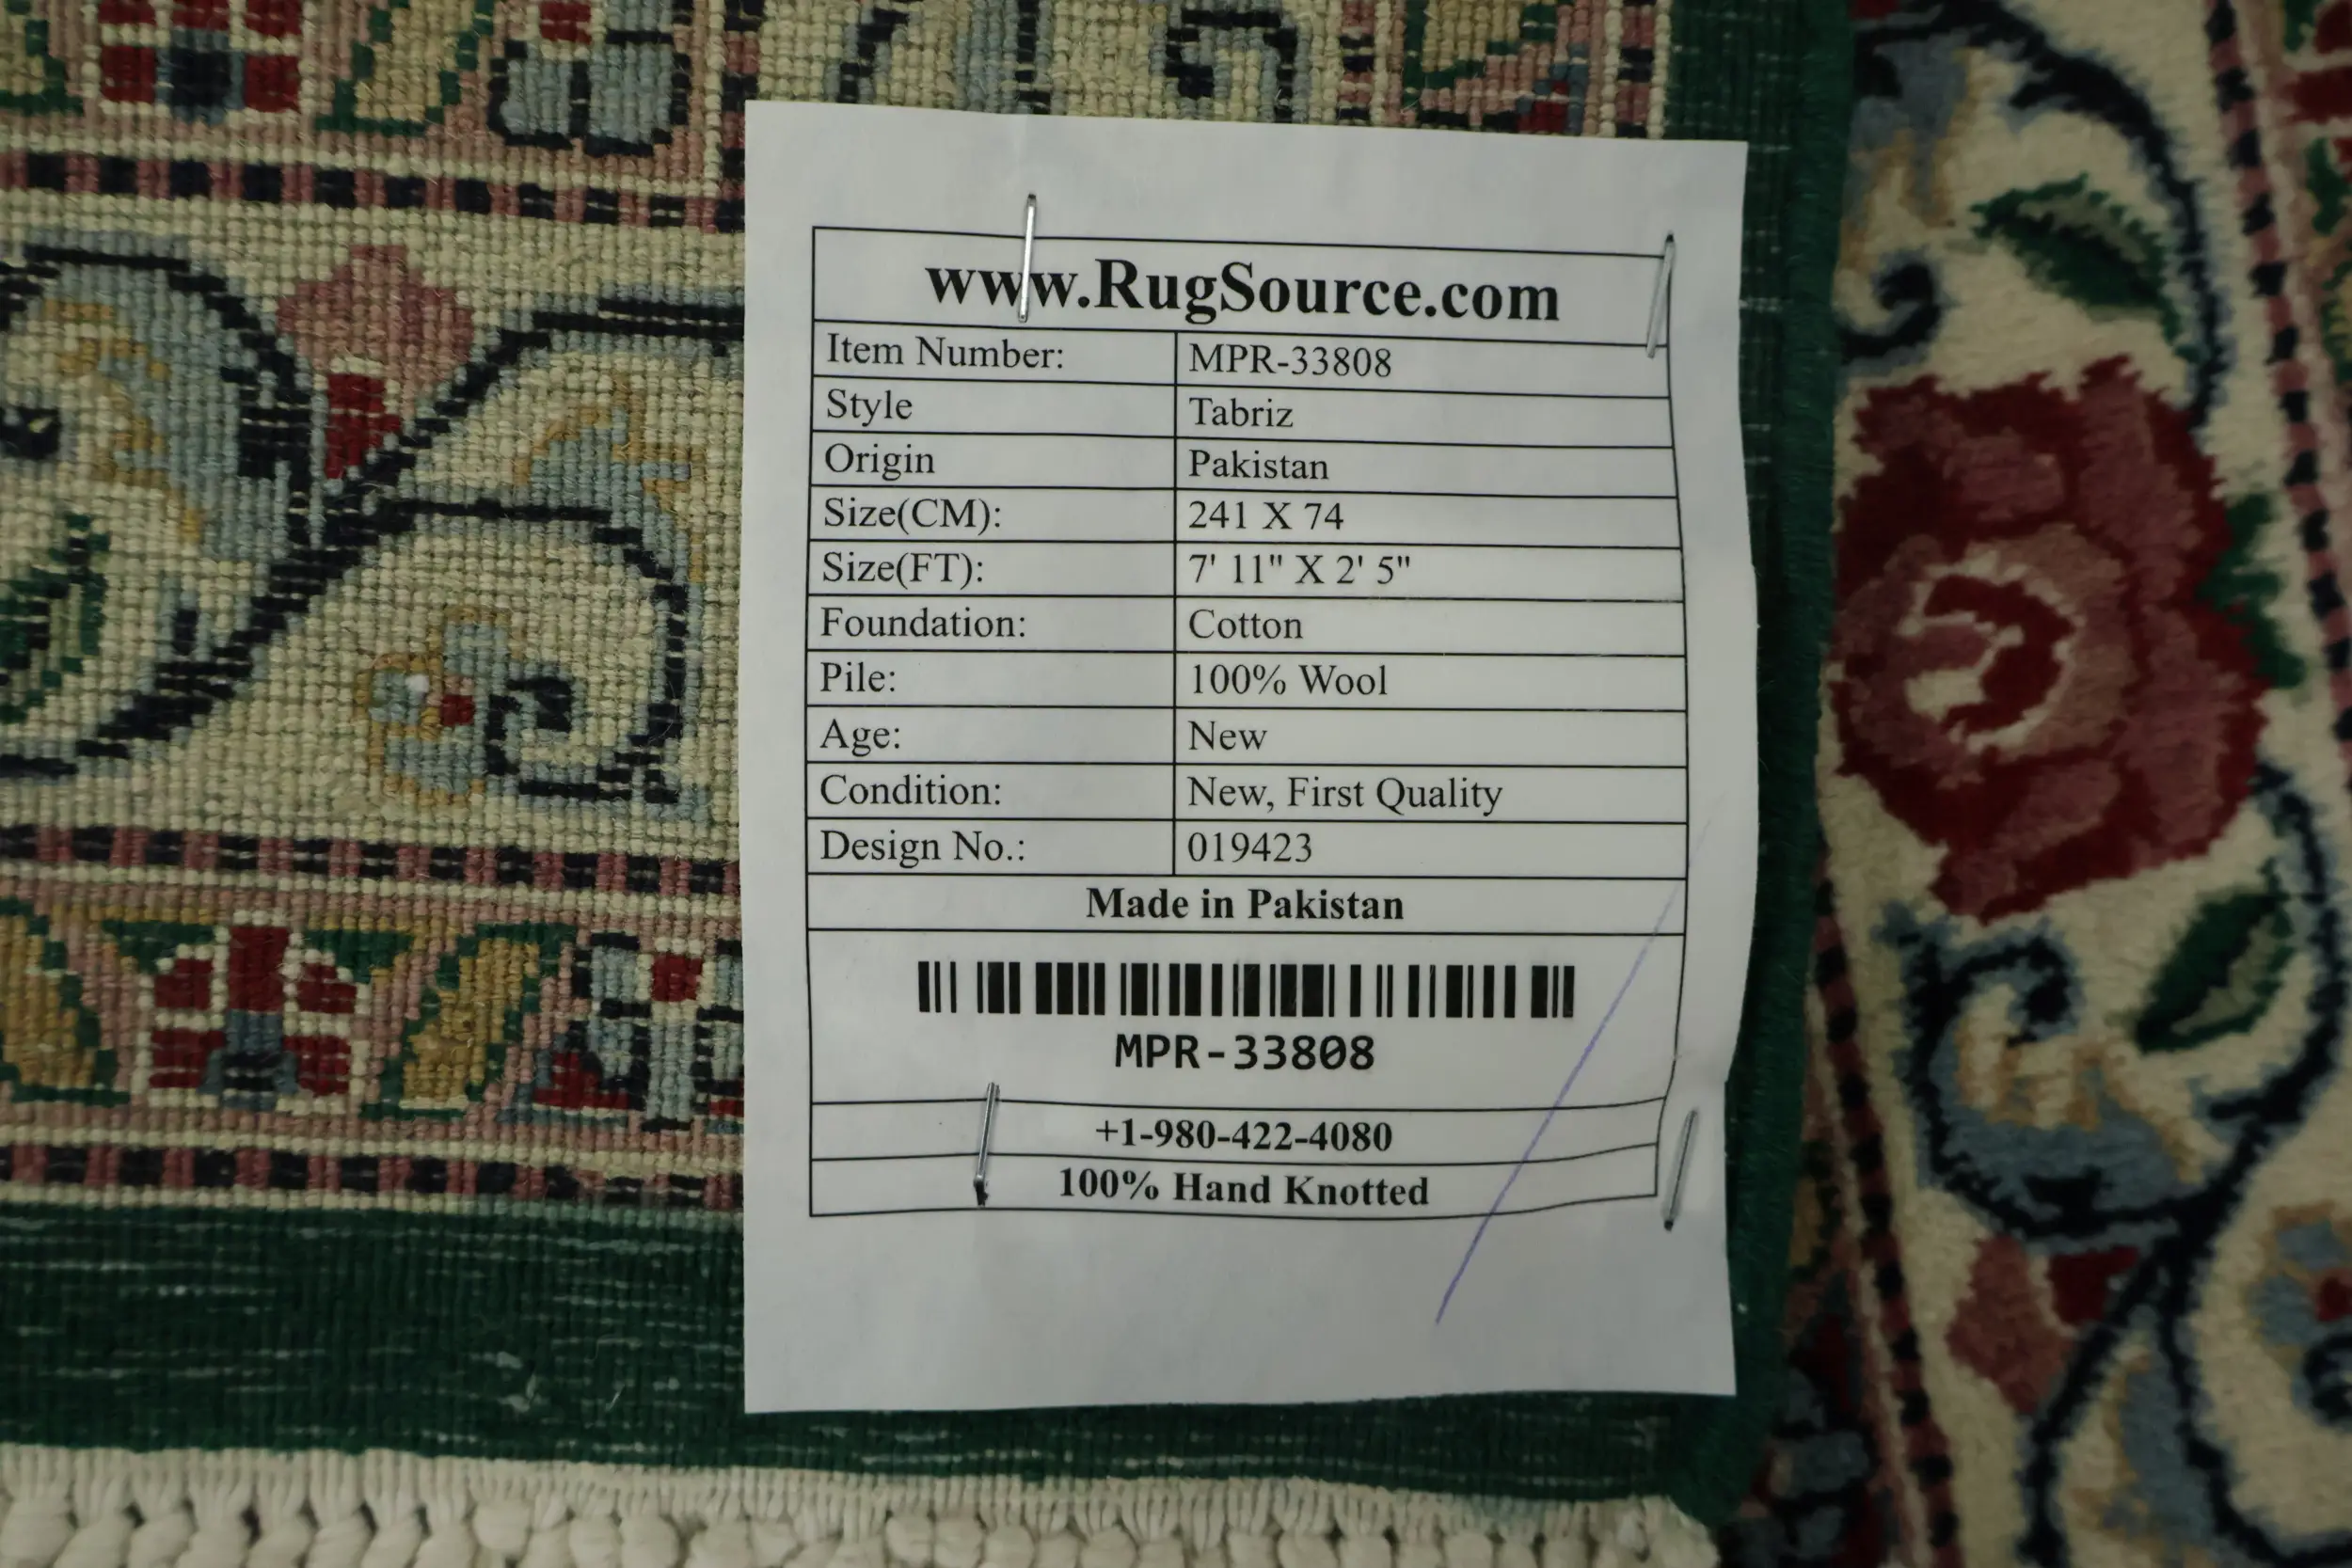 www.RugSource.com
Item Number: MPR-33808
Style Tabriz
Origin Pakistan
Size(CM): 241 X 74
Size(FT): 7' 11" X 2' 5"
Foundation: Cotton
Pile: 100% Wool
Age: New
Condition: New, First Quality
Design No.: 019423
Made in Pakistan
MPR-33808
+1-980-422-4080
100% Hand Knotted